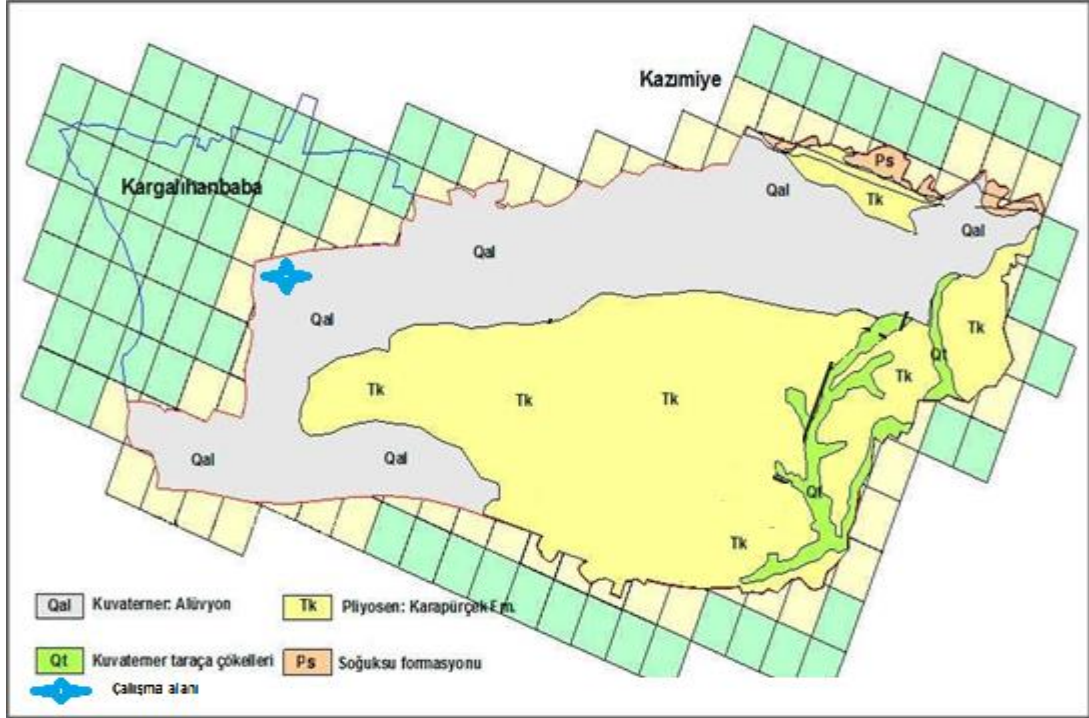 Kazımiye
Kargalıhanbaba
Ps
Qal
Tk
Qal
Qal
Qal
Tk
Qt
Tk
Tk
Tk
Tk
Qal
Qal
Qt
Tk
Qal Kuvaterner: Alüvyon
Tk Pliyosen: Karapürçek Fm.
Qt Kuvaterner taraça çökelleri
Ps Soğuksu formasyonu
Çalışma alanı